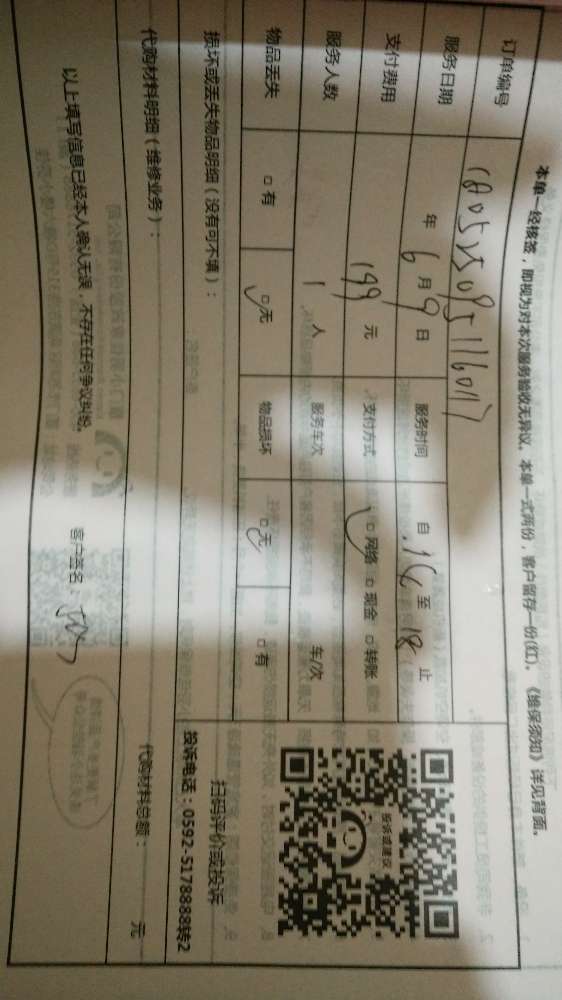 本单一经核签，即视为对本次服务验收无异议。本单一式两份，客户留存一份(红)。《维保须知》详见背面。
订单编号 180525095116017
服务日期 年 6 月 9 日 服务时间 自 16 至 18 止
支付费用 199 元 支付方式 □ 网络 □ 现金 □ 转账
服务人数 1 人 服务车次 车/次
物品丢失 □ 有 □ 无 物品损坏 □ 无 □ 有
投诉或建议
扫码评价或投诉
投诉电话：0592-5178888转2
损坏或丢失物品明细（没有可不填）：
代购材料明细（维修业务）： 代购材料总额： 元
以上填写信息已经本人确认无误，不存在任何争议纠纷。 客户签名：